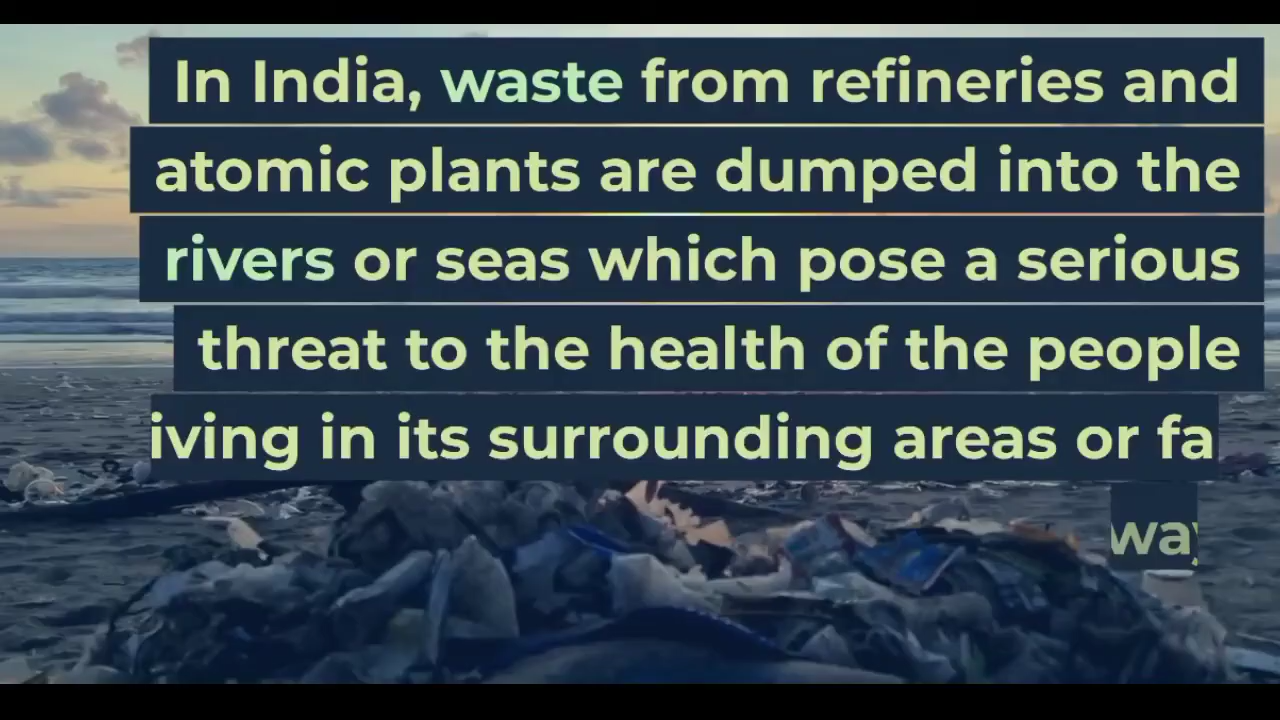 In India, waste from refineries and
atomic plants are dumped into the
rivers or seas which pose a serious
threat to the health of the people
iving in its surrounding areas or fa
way